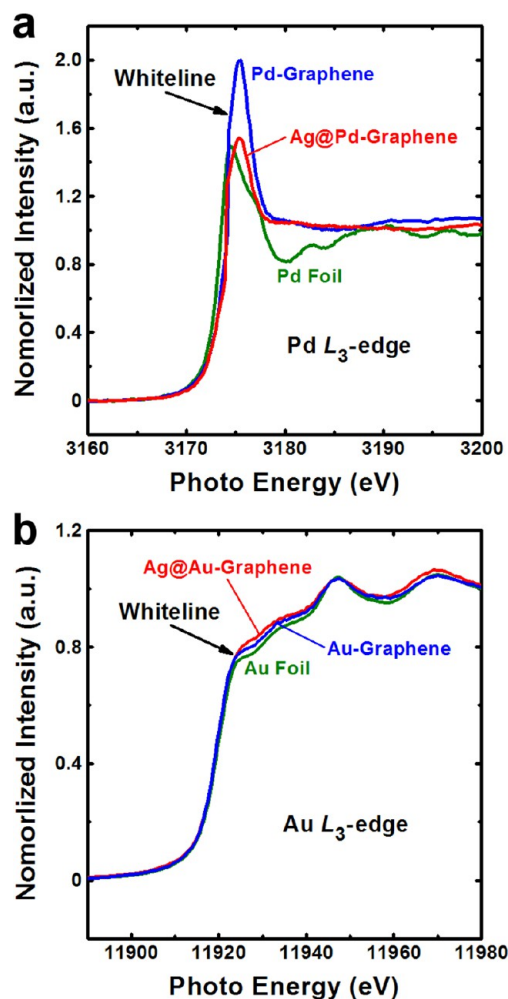 a
Nomorlized Intensity (a.u.)
2.0
1.6
1.2
0.8
0.4
0
Whiteline
Pd-Graphene
Ag@Pd-Graphene
Pd Foil
Pd L3-edge
3160 3170 3180 3190 3200
Photo Energy (eV)
b
Nomorlized Intensity (a.u.)
1.2
0.8
0.4
0
Ag@Au-Graphene
Whiteline
Au-Graphene
Au Foil
Au L3-edge
11900 11920 11940 11960 11980
Photo Energy (eV)